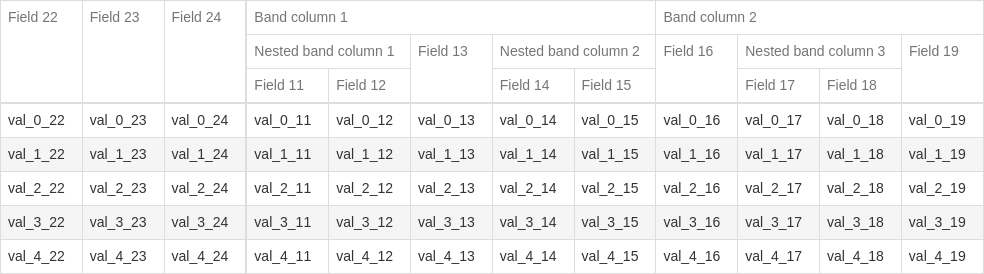 Field 22 Field 23 Field 24 Band column 1 Band column 2
Nested band column 1 Field 13 Nested band column 2 Field 16 Nested band column 3 Field 19
Field 11 Field 12 Field 14 Field 15 Field 17 Field 18
val_0_22 val_0_23 val_0_24 val_0_11 val_0_12 val_0_13 val_0_14 val_0_15 val_0_16 val_0_17 val_0_18 val_0_19
val_1_22 val_1_23 val_1_24 val_1_11 val_1_12 val_1_13 val_1_14 val_1_15 val_1_16 val_1_17 val_1_18 val_1_19
val_2_22 val_2_23 val_2_24 val_2_11 val_2_12 val_2_13 val_2_14 val_2_15 val_2_16 val_2_17 val_2_18 val_2_19
val_3_22 val_3_23 val_3_24 val_3_11 val_3_12 val_3_13 val_3_14 val_3_15 val_3_16 val_3_17 val_3_18 val_3_19
val_4_22 val_4_23 val_4_24 val_4_11 val_4_12 val_4_13 val_4_14 val_4_15 val_4_16 val_4_17 val_4_18 val_4_19